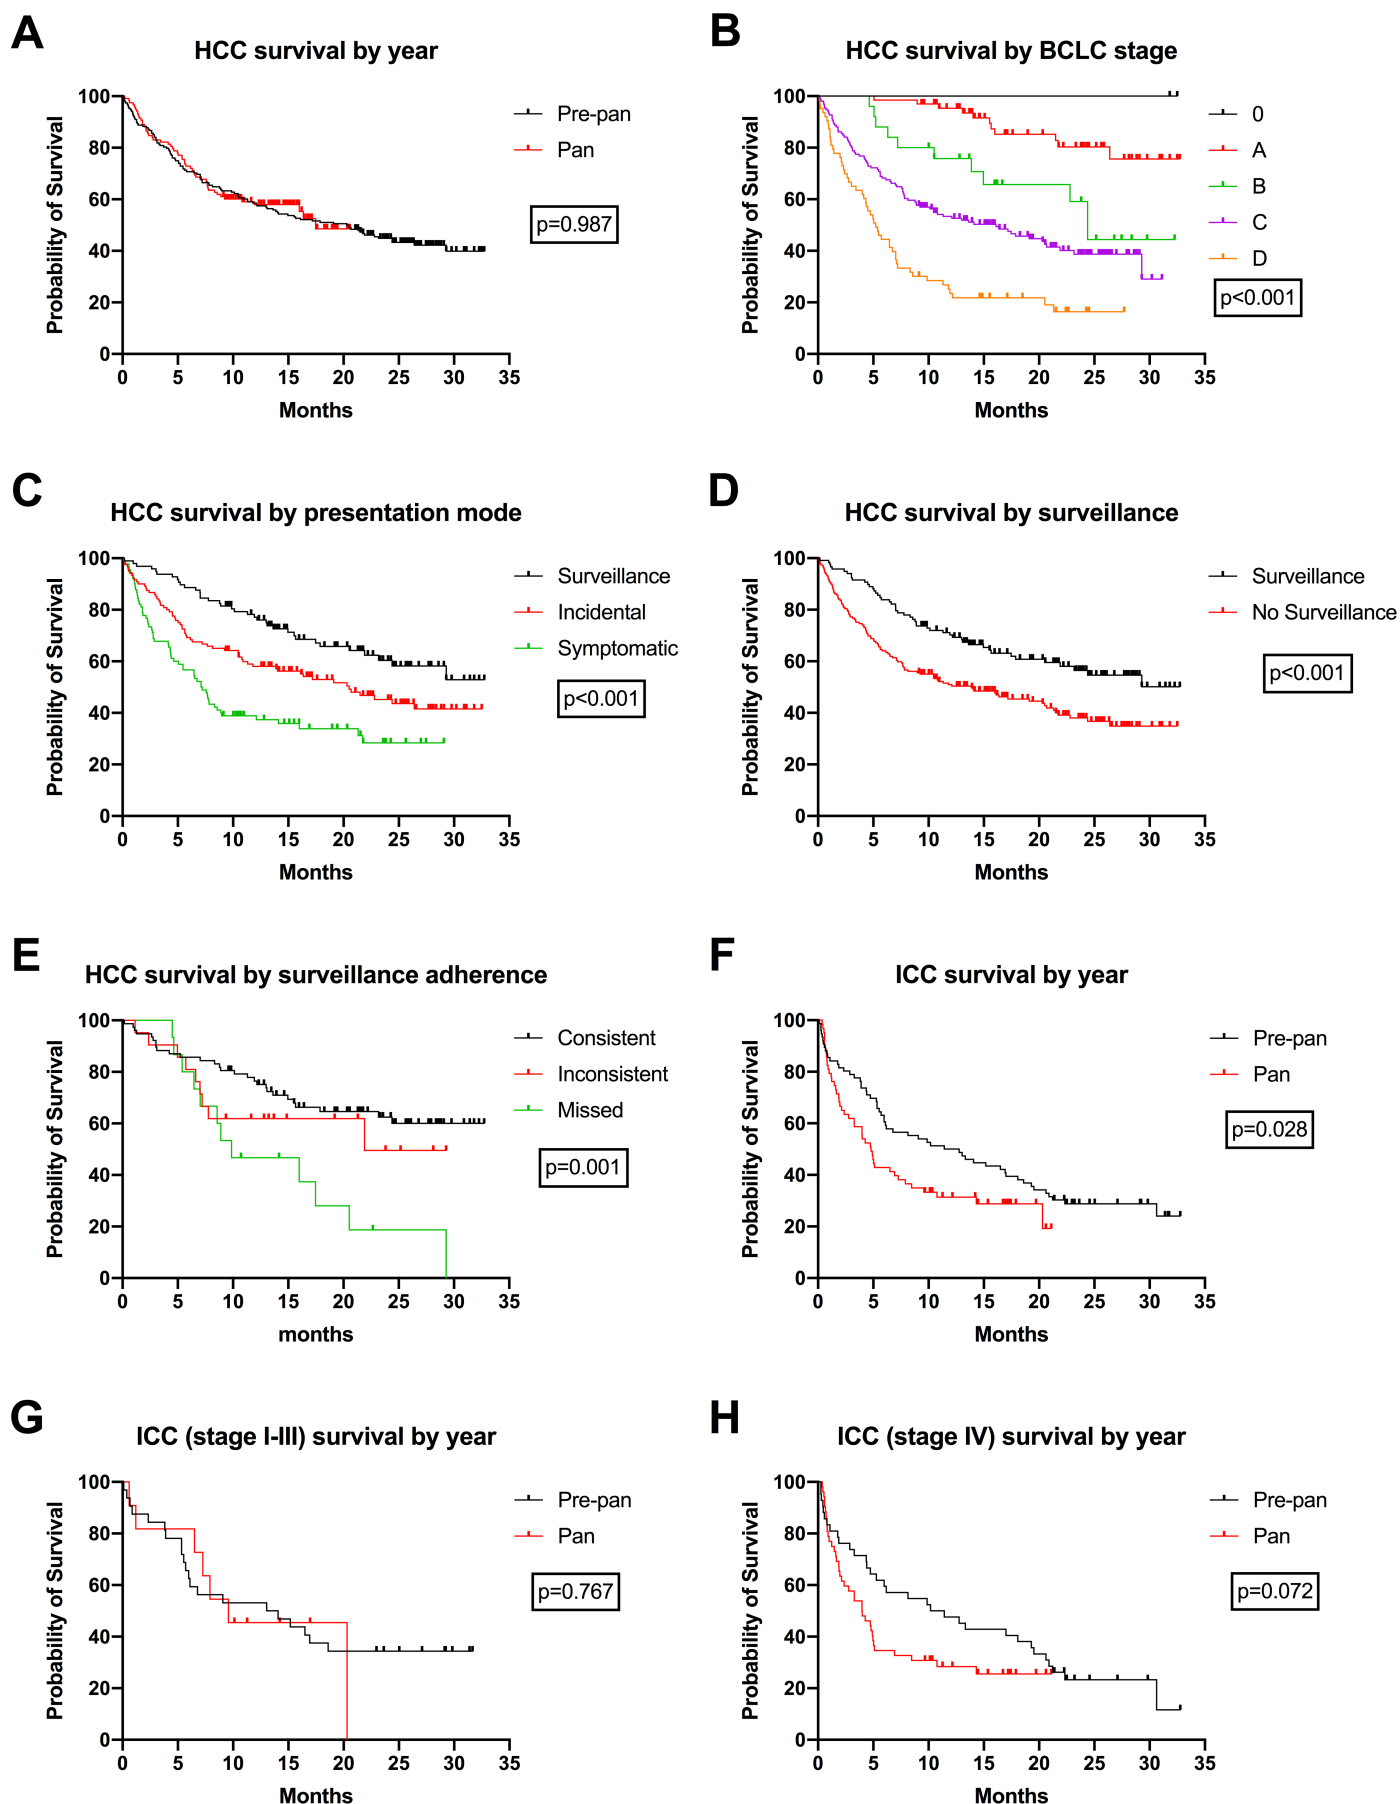 A
HCC survival by year
Probability of Survival
100
80
60
40
20
0
0 5 10 15 20 25 30 35
Months
Pre-pan
Pan
p=0.987
B
HCC survival by BCLC stage
Probability of Survival
100
80
60
40
20
0
0 5 10 15 20 25 30 35
Months
0
A
B
C
D
p<0.001
C
HCC survival by presentation mode
Probability of Survival
100
80
60
40
20
0
0 5 10 15 20 25 30 35
Months
Surveillance
Incidental
Symptomatic
p<0.001
D
HCC survival by surveillance
Probability of Survival
100
80
60
40
20
0
0 5 10 15 20 25 30 35
Months
Surveillance
No Surveillance
p<0.001
E
HCC survival by surveillance adherence
Probability of Survival
100
80
60
40
20
0
0 5 10 15 20 25 30 35
months
Consistent
Inconsistent
Missed
p=0.001
F
ICC survival by year
Probability of Survival
100
80
60
40
20
0
0 5 10 15 20 25 30 35
Months
Pre-pan
Pan
p=0.028
G
ICC (stage I-III) survival by year
Probability of Survival
100
80
60
40
20
0
0 5 10 15 20 25 30 35
Months
Pre-pan
Pan
p=0.767
H
ICC (stage IV) survival by year
Probability of Survival
100
80
60
40
20
0
0 5 10 15 20 25 30 35
Months
Pre-pan
Pan
p=0.072